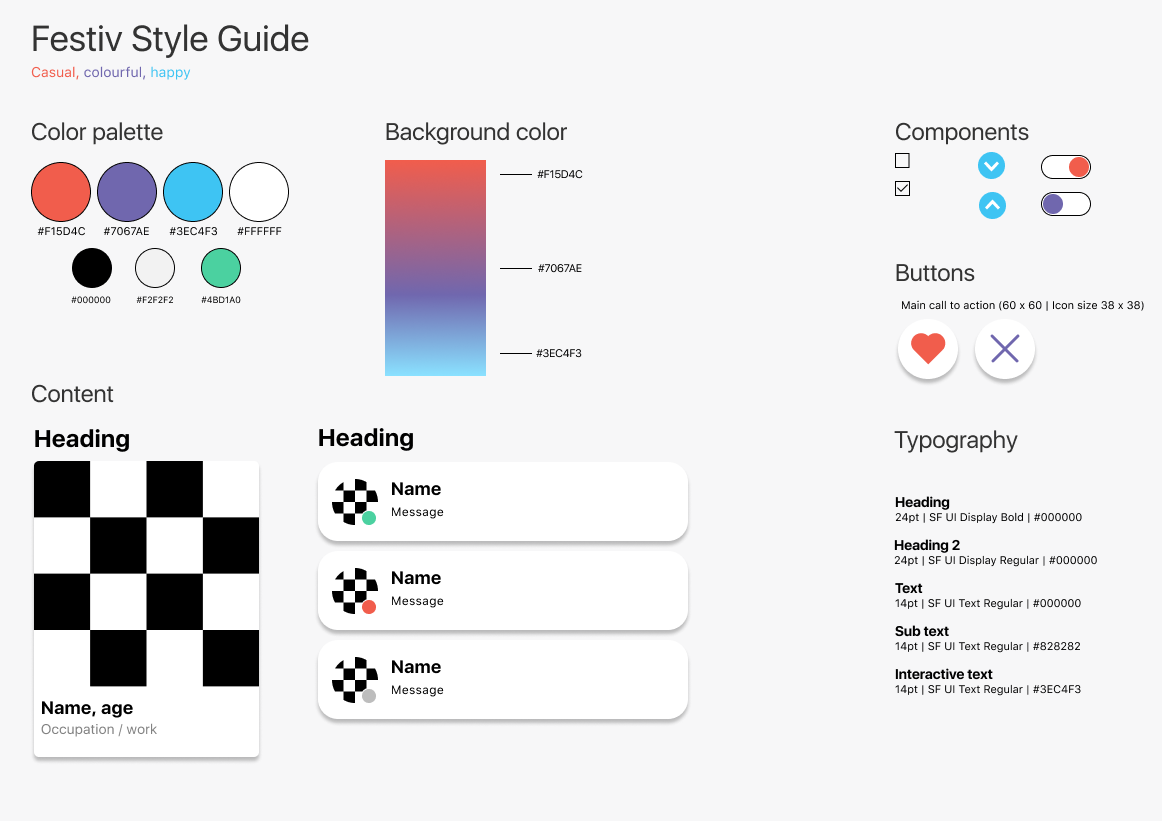 Festiv Style Guide
Casual, colourful, happy
Color palette
#F15D4C #7067AE #3EC4F3 #FFFFFF
#000000 #F2F2F2 #4BD1A0
Background color
#F15D4C
#7067AE
#3EC4F3
Components
Buttons
Main call to action (60 x 60 | Icon size 38 x 38)
Content
Heading
Name, age
Occupation / work
Heading
Name
Message
Name
Message
Name
Message
Typography
Heading
24pt | SF UI Display Bold | #000000
Heading 2
24pt | SF UI Display Regular | #000000
Text
14pt | SF UI Text Regular | #000000
Sub text
14pt | SF UI Text Regular | #828282
Interactive text
14pt | SF UI Text Regular | #3EC4F3